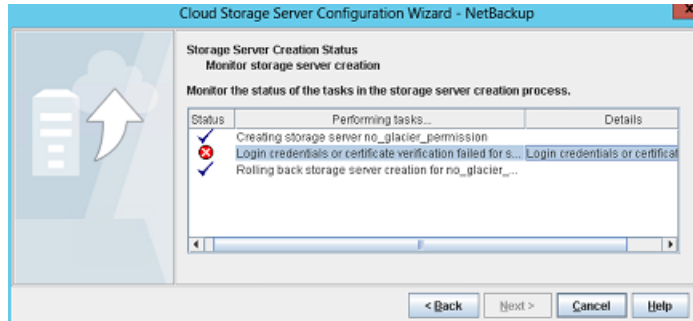 Cloud Storage Server Configuration Wizard - NetBackup
x
Storage Server Creation Status
Monitor storage server creation
Monitor the status of the tasks in the storage server creation process.
Status Performing tasks... Details
Creating storage server no_glacier_permission
Login credentials or certificate verification failed for s... Login credentials or certificat
Rolling back storage server creation for no_glacier_...
< Back Next > Cancel Help